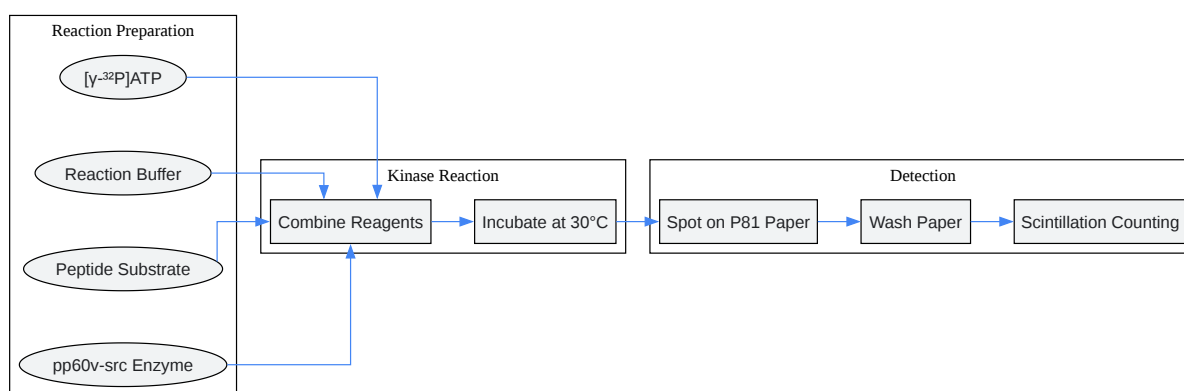 Reaction Preparation
[γ-³²P]ATP
Reaction Buffer
Peptide Substrate
pp60v-src Enzyme
Kinase Reaction
Combine Reagents
Incubate at 30°C
Detection
Spot on P81 Paper
Wash Paper
Scintillation Counting